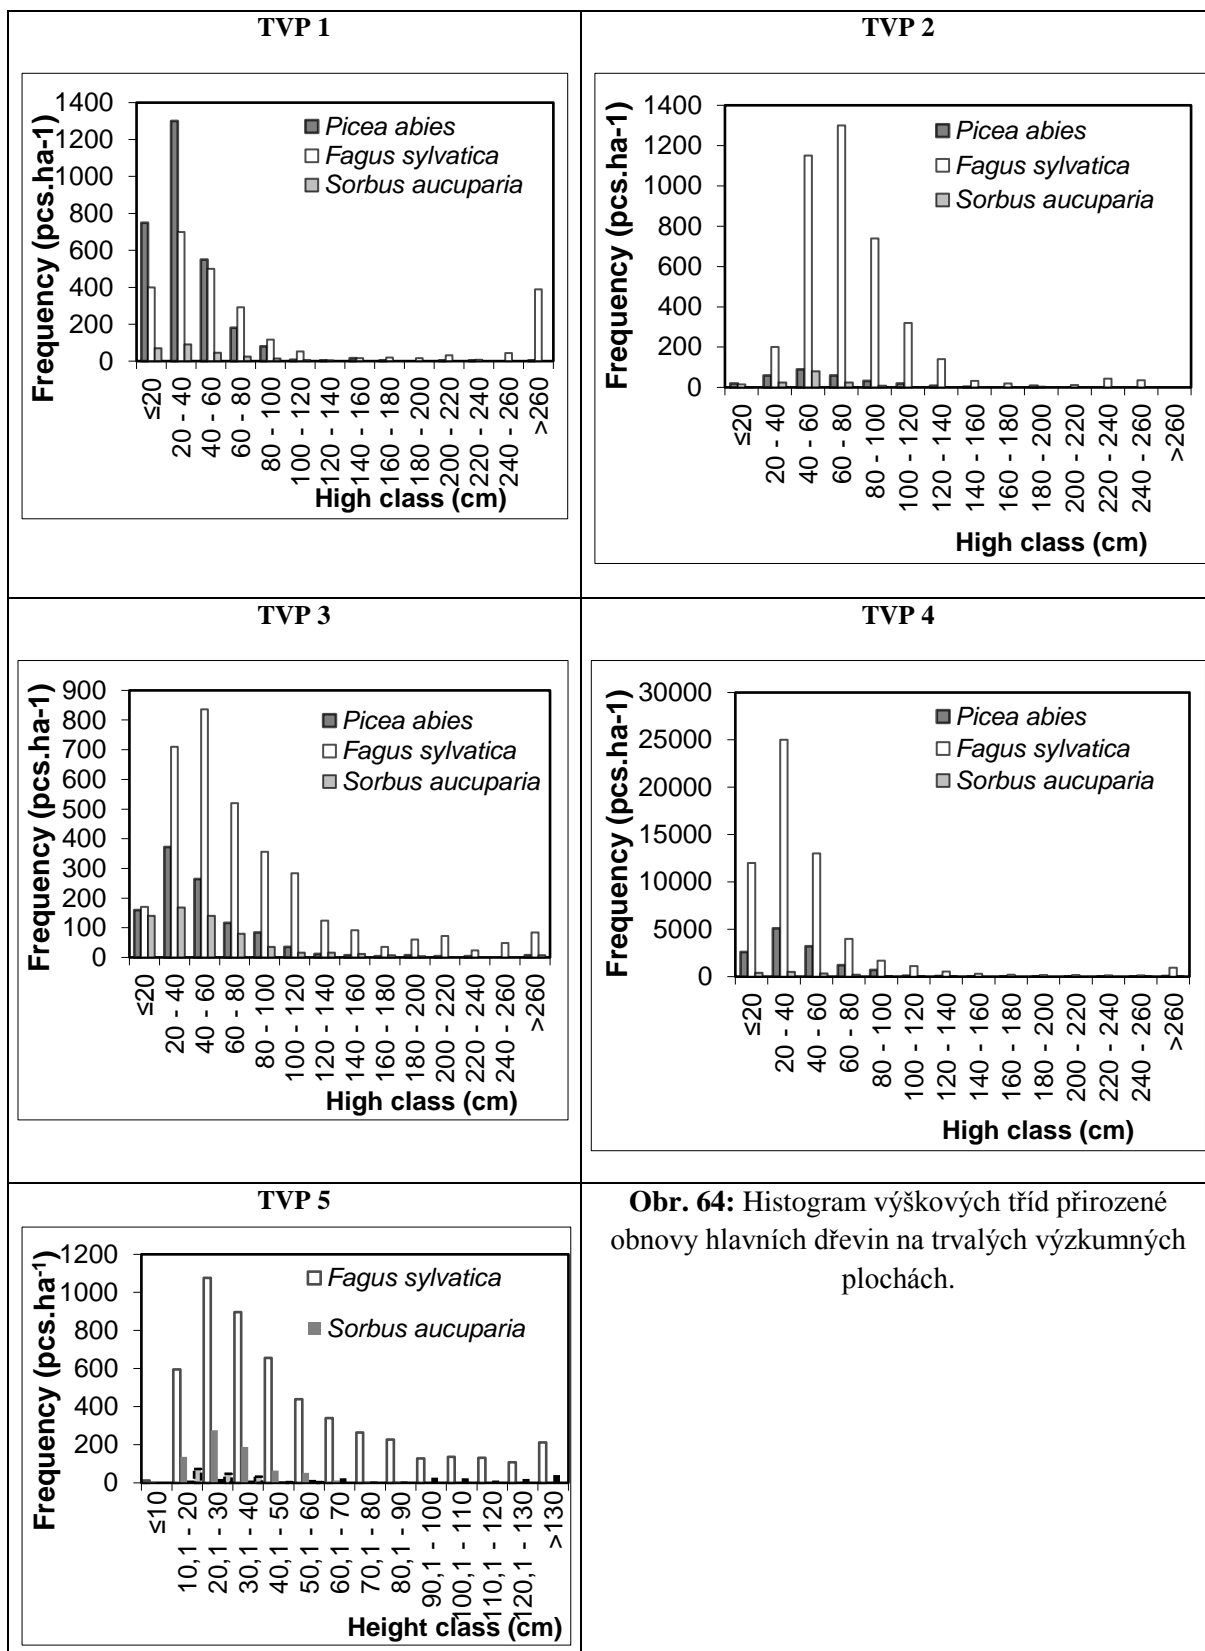 TVP 1
1400
1200
1000
800
600
400
200
0
Frequency (pcs.ha-1)
Picea abies
Fagus sylvatica
Sorbus aucuparia
≤20
20 - 40
40 - 60
60 - 80
80 - 100
100 - 120
120 - 140
140 - 160
160 - 180
180 - 200
200 - 220
220 - 240
240 - 260
>260
High class (cm)
TVP 2
1400
1200
1000
800
600
400
200
0
Frequency (pcs.ha-1)
Picea abies
Fagus sylvatica
Sorbus aucuparia
≤20
20 - 40
40 - 60
60 - 80
80 - 100
100 - 120
120 - 140
140 - 160
160 - 180
180 - 200
200 - 220
220 - 240
240 - 260
>260
High class (cm)
TVP 3
900
800
700
600
500
400
300
200
100
0
Frequency (pcs.ha-1)
Picea abies
Fagus sylvatica
Sorbus aucuparia
≤20
20 - 40
40 - 60
60 - 80
80 - 100
100 - 120
120 - 140
140 - 160
160 - 180
180 - 200
200 - 220
220 - 240
240 - 260
>260
High class (cm)
TVP 4
30000
25000
20000
15000
10000
5000
0
Frequency (pcs.ha-1)
Picea abies
Fagus sylvatica
Sorbus aucuparia
≤20
20 - 40
40 - 60
60 - 80
80 - 100
100 - 120
120 - 140
140 - 160
160 - 180
180 - 200
200 - 220
220 - 240
240 - 260
>260
High class (cm)
TVP 5
1200
1000
800
600
400
200
0
Frequency (pcs.ha-1)
Fagus sylvatica
Sorbus aucuparia
≤10
10,1 - 20
20,1 - 30
30,1 - 40
40,1 - 50
50,1 - 60
60,1 - 70
70,1 - 80
80,1 - 90
90,1 - 100
100,1 - 110
110,1 - 120
120,1 - 130
>130
Height class (cm)
Obr. 64: Histogram výškových tříd přirozené
obnovy hlavních dřevin na trvalých výzkumných
plochách.